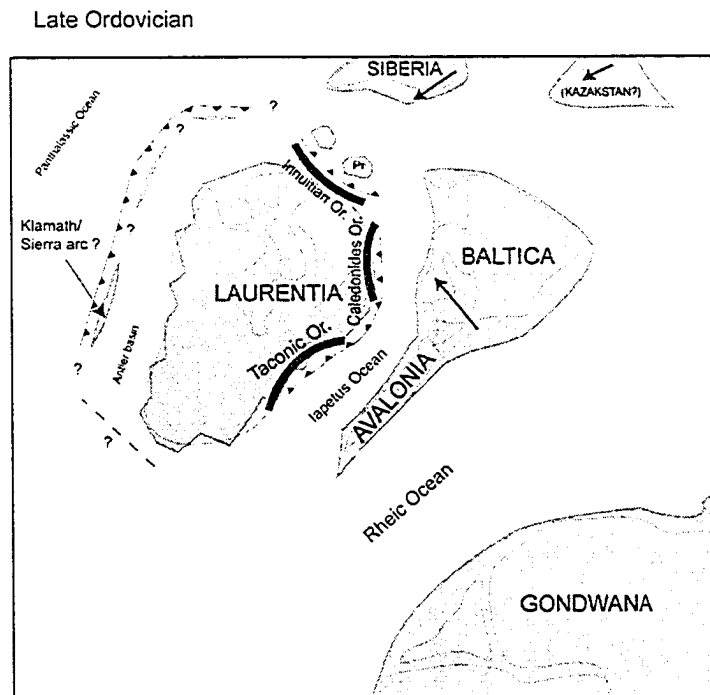 Late Ordovician
SIBERIA
(KAZAKSTAN?)
Panthalassic Ocean
?
?
Pr
Innuitian Or.
Klamath/
Sierra arc ?
?
Caledonides Or.
BALTICA
LAURENTIA
Taconic Or.
Antler basin
Iapetus Ocean
AVALONIA
?
?
Rheic Ocean
GONDWANA